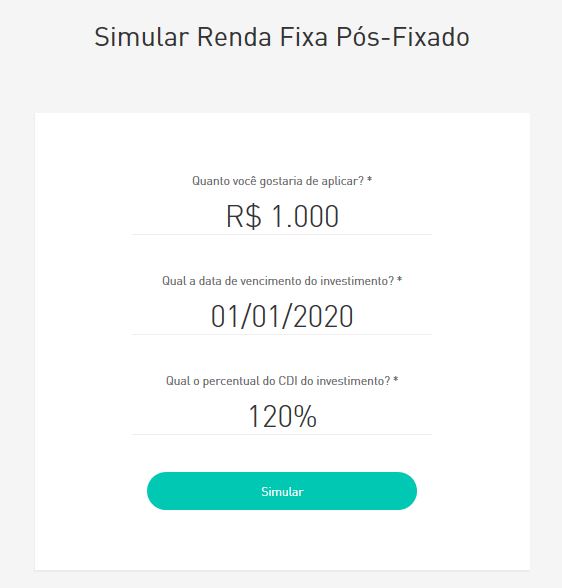 Simular Renda Fixa Pós-Fixado
Quanto você gostaria de aplicar? *
R$ 1.000
Qual a data de vencimento do investimento? *
01/01/2020
Qual o percentual do CDI do investimento? *
120%
Simular